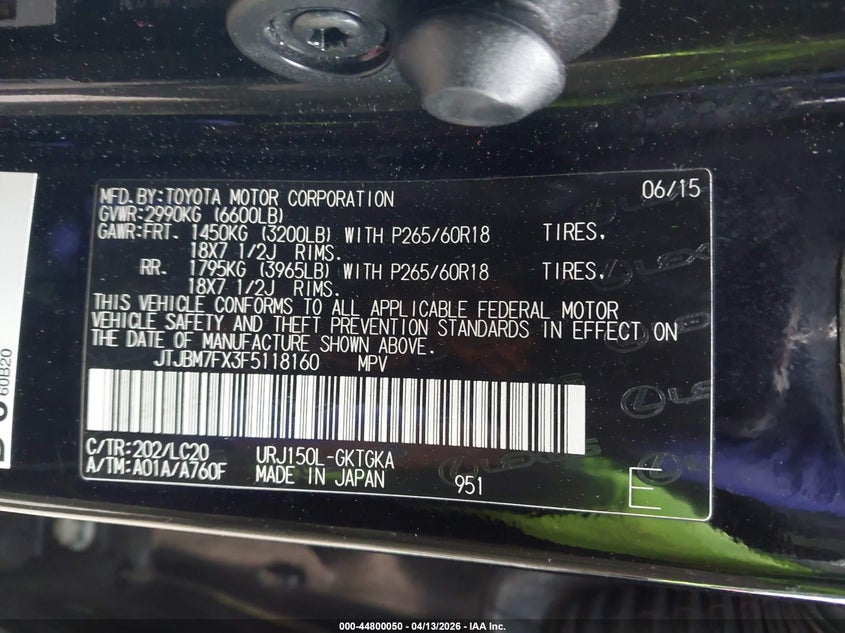 MFD. BY:TOYOTA MOTOR CORPORATION 06/15
GVWR:2990KG (6600LB)
GAWR:FRT. 1450KG (3200LB) WITH P265/60R18 TIRES.
18X7 1/2J RIMS.
RR. 1795KG (3965LB) WITH P265/60R18 TIRES.
18X7 1/2J RIMS.
THIS VEHICLE CONFORMS TO ALL APPLICABLE FEDERAL MOTOR
VEHICLE SAFETY AND THEFT PREVENTION STANDARDS IN EFFECT ON
THE DATE OF MANUFACTURE SHOWN ABOVE.
JTJBM7FX3F5118160 MPV
C/TR:202/LC20 URJ150L-GKTGKA
A/TM:A01A/A760F MADE IN JAPAN 951 E
LEXUS
60B20
000-44800050 - 04/13/2026 - IAA Inc.